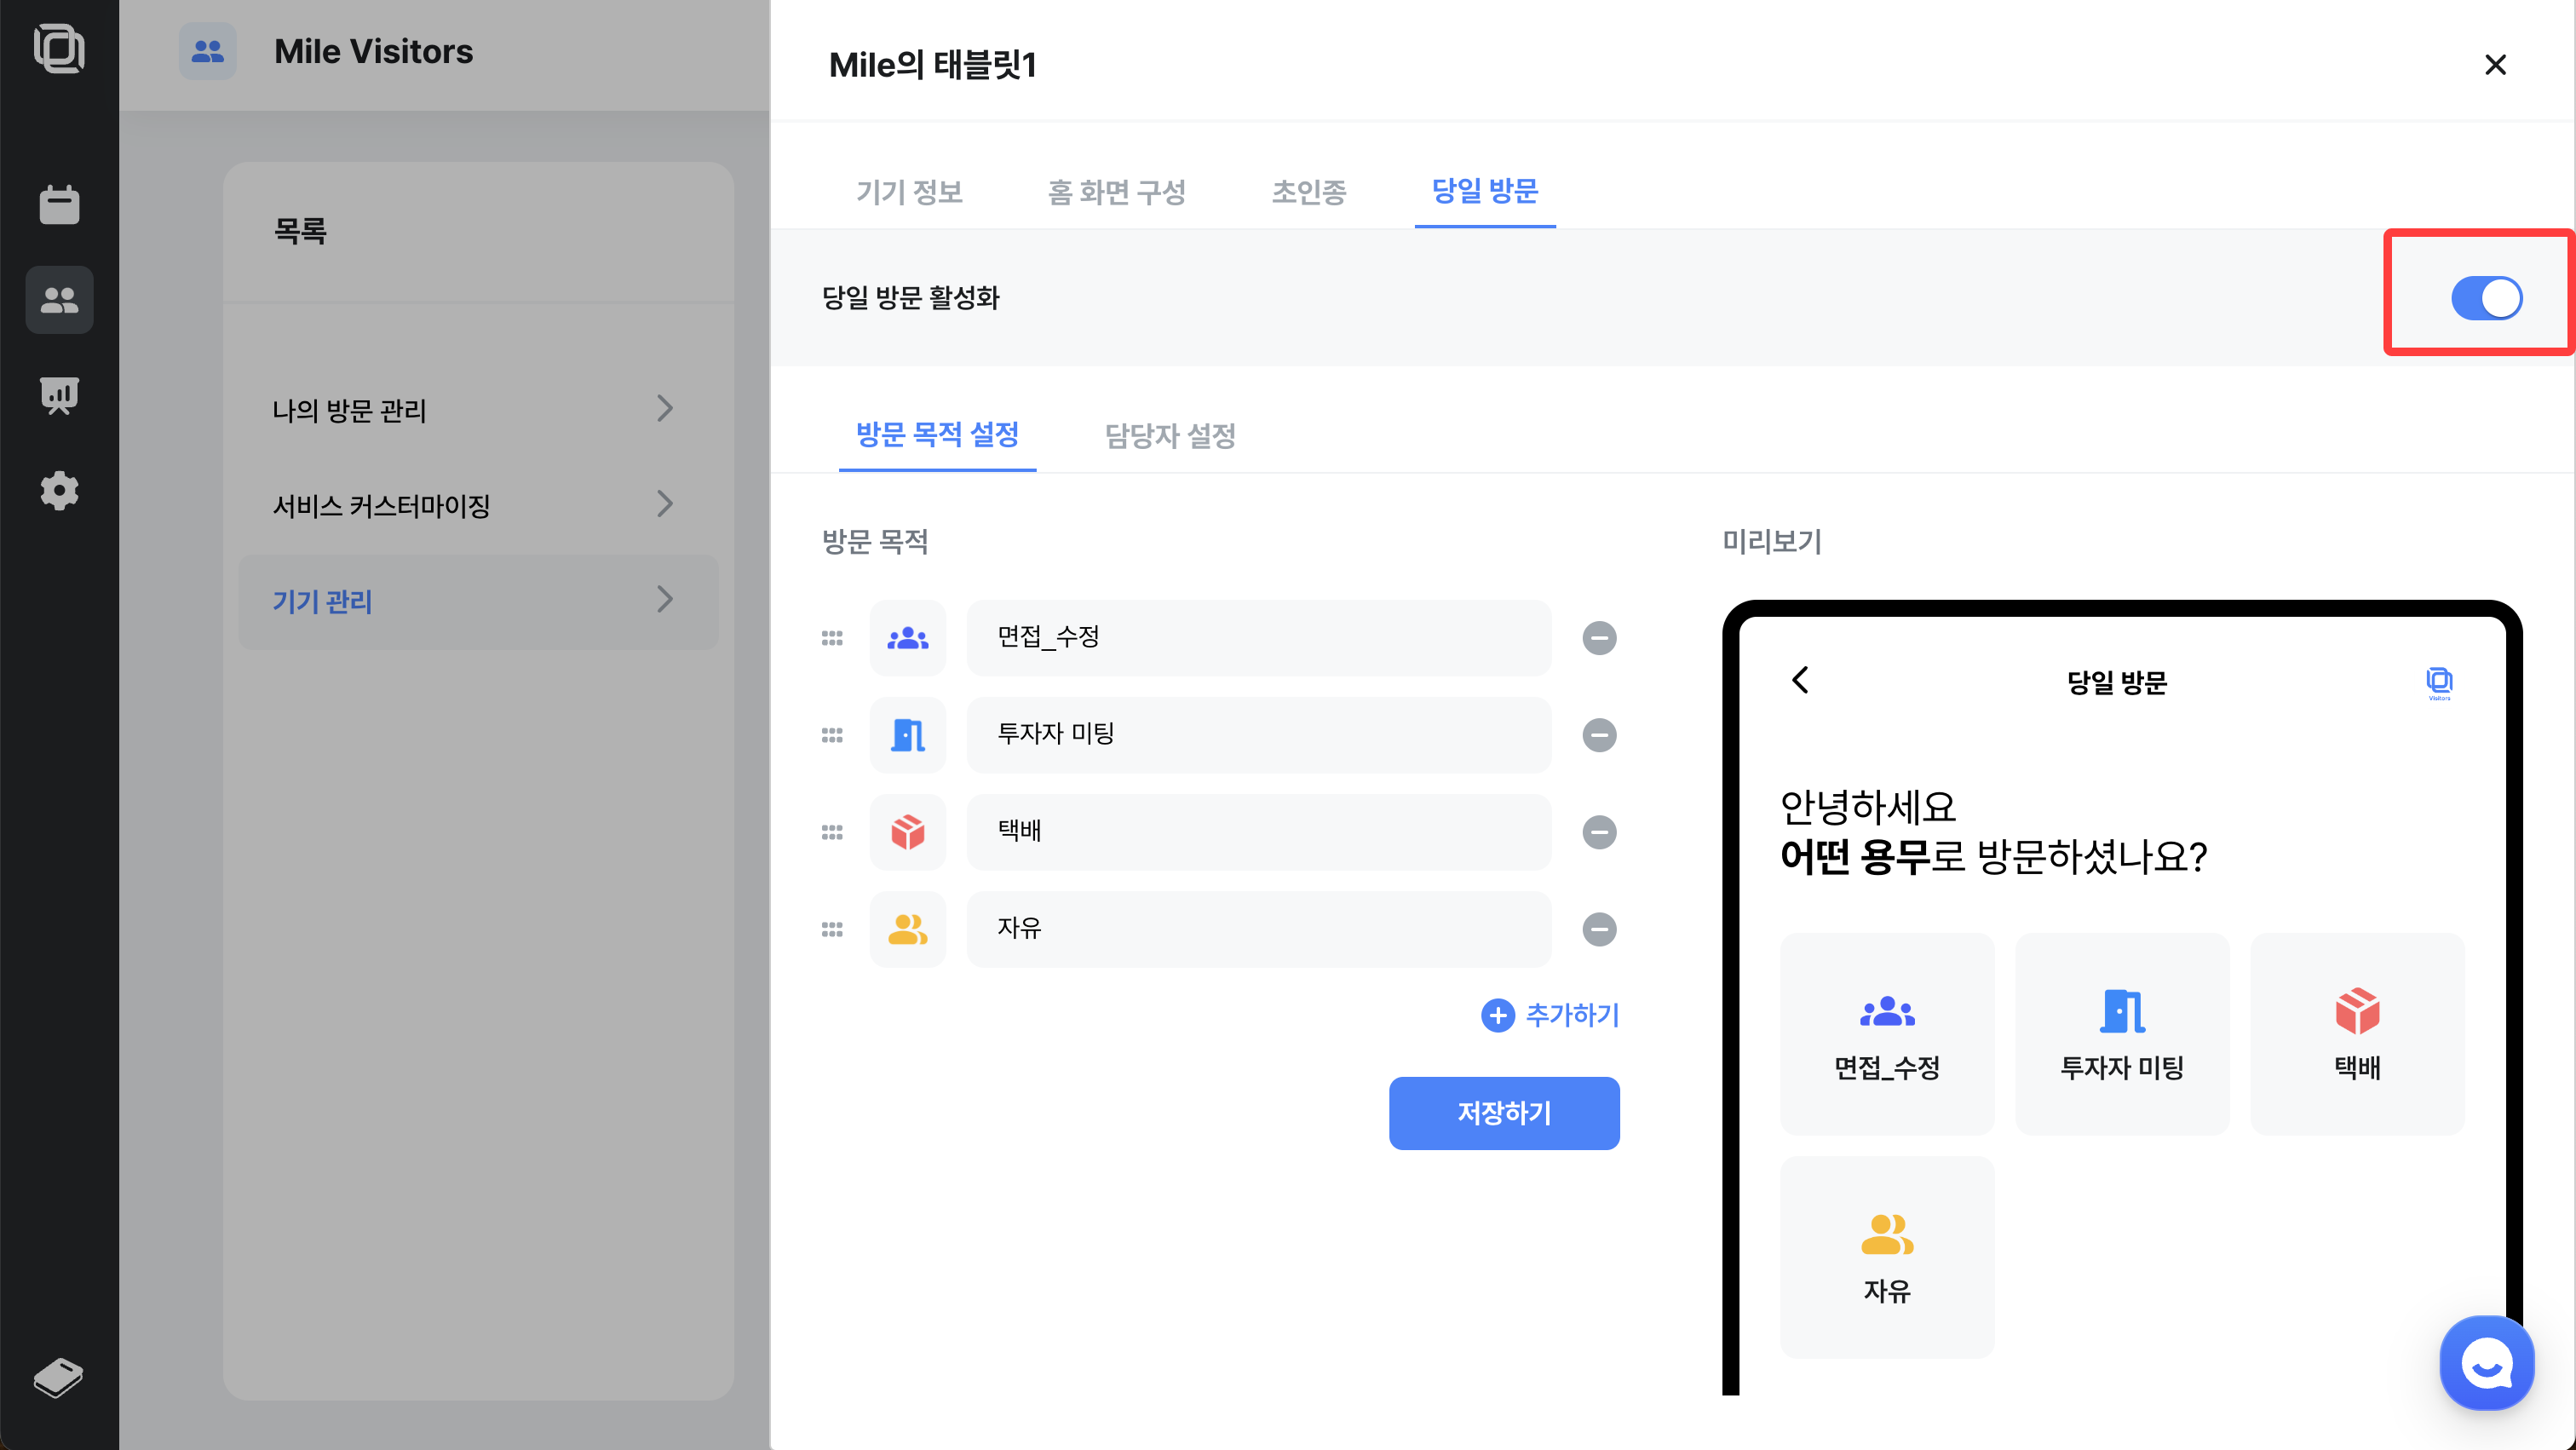 Mile Visitors
목록
나의 방문 관리
서비스 커스터마이징
기기 관리
Mile의 태블릿1
기기 정보
홈 화면 구성
초인종
당일 방문
당일 방문 활성화
방문 목적 설정
담당자 설정
방문 목적
면접_수정
투자자 미팅
택배
자유
추가하기
저장하기
미리보기
당일 방문
Visitors
안녕하세요
어떤 용무로 방문하셨나요?
면접_수정
투자자 미팅
택배
자유